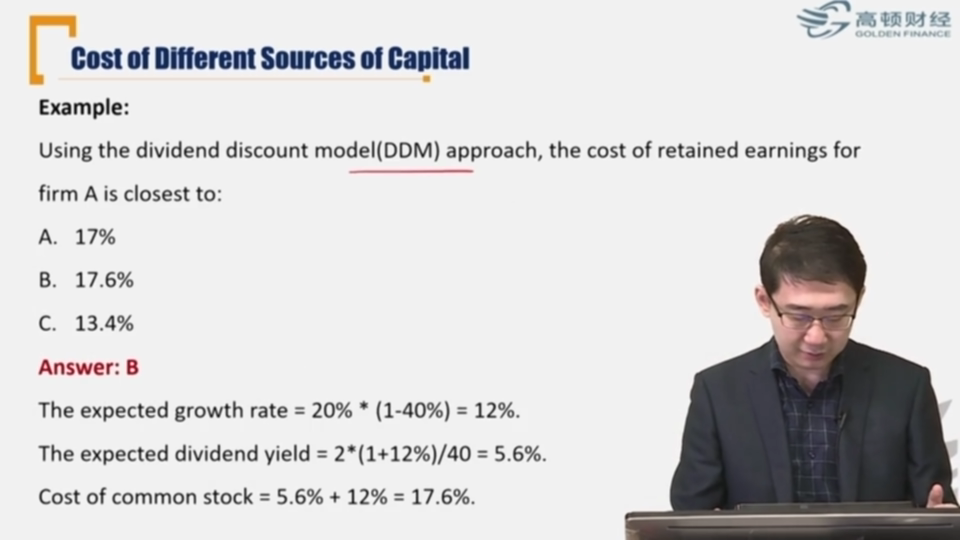 高顿财经
GOLDEN FINANCE
Cost of Different Sources of Capital
Example:
Using the dividend discount model(DDM) approach, the cost of retained earnings for
firm A is closest to:
A. 17%
B. 17.6%
C. 13.4%
Answer: B
The expected growth rate = 20% * (1-40%) = 12%.
The expected dividend yield = 2*(1+12%)/40 = 5.6%.
Cost of common stock = 5.6% + 12% = 17.6%.